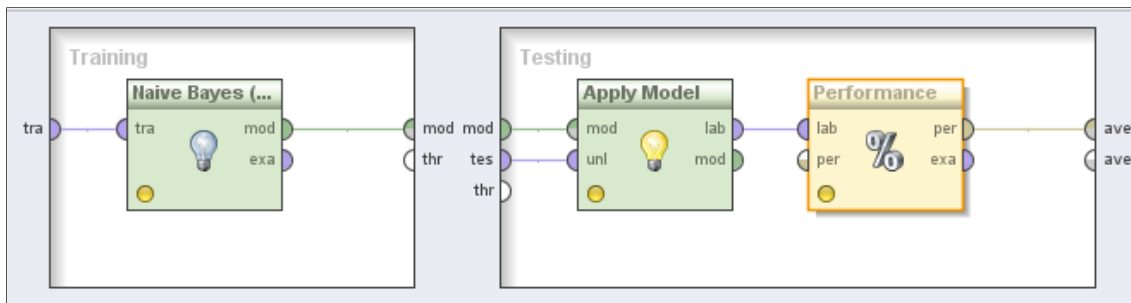 Training
Naive Bayes (...
tra
tra
mod
exa
mod
thr
Testing
mod
tes
thr
Apply Model
mod
unl
lab
mod
Performance
lab
per
%
per
exa
ave
ave